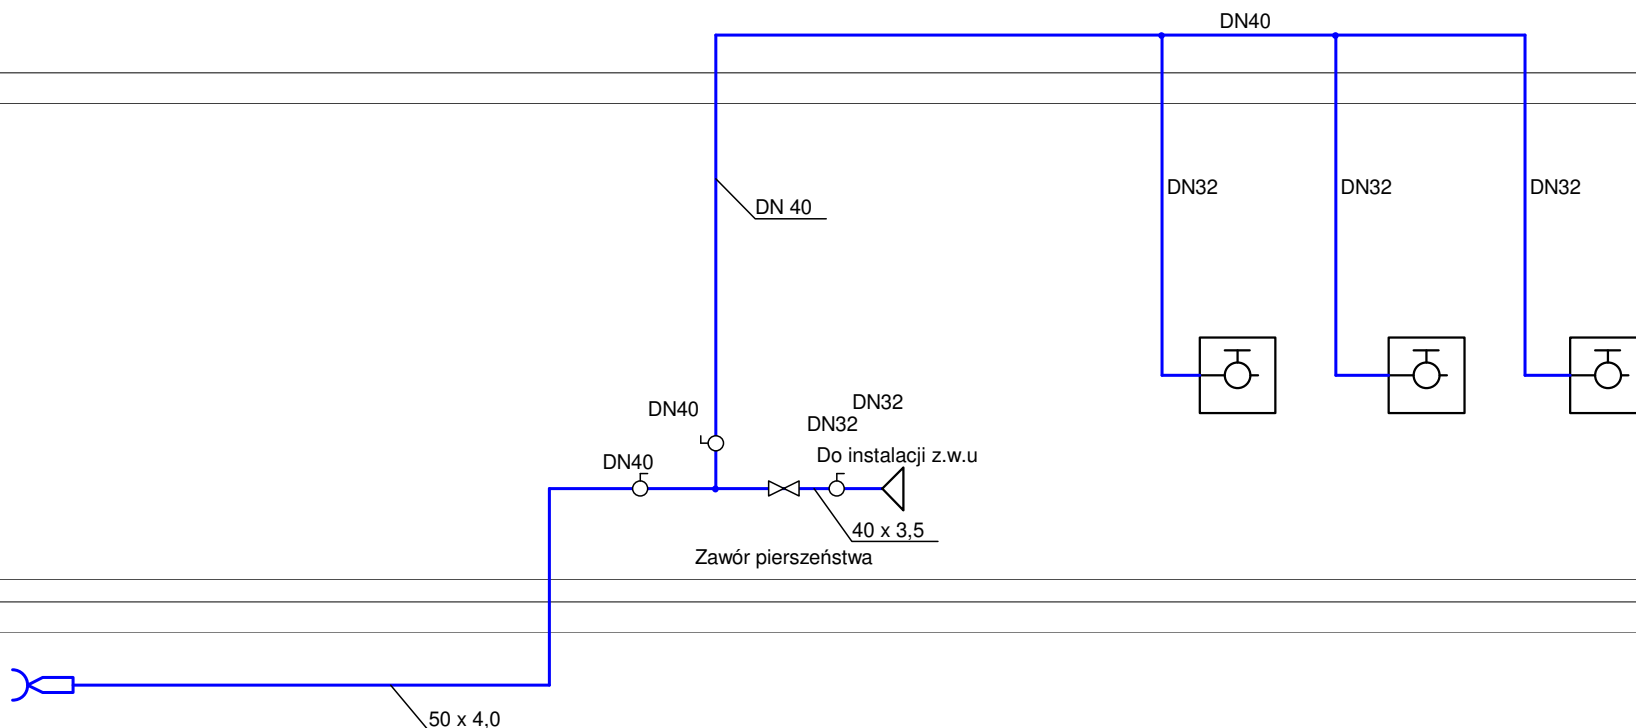 DN40
DN32
DN32
DN32
DN 40
DN32
DN40
DN32
Do instalacji z.w.u
DN40
40 x 3,5
Zawór pierszeństwa
50 x 4,0